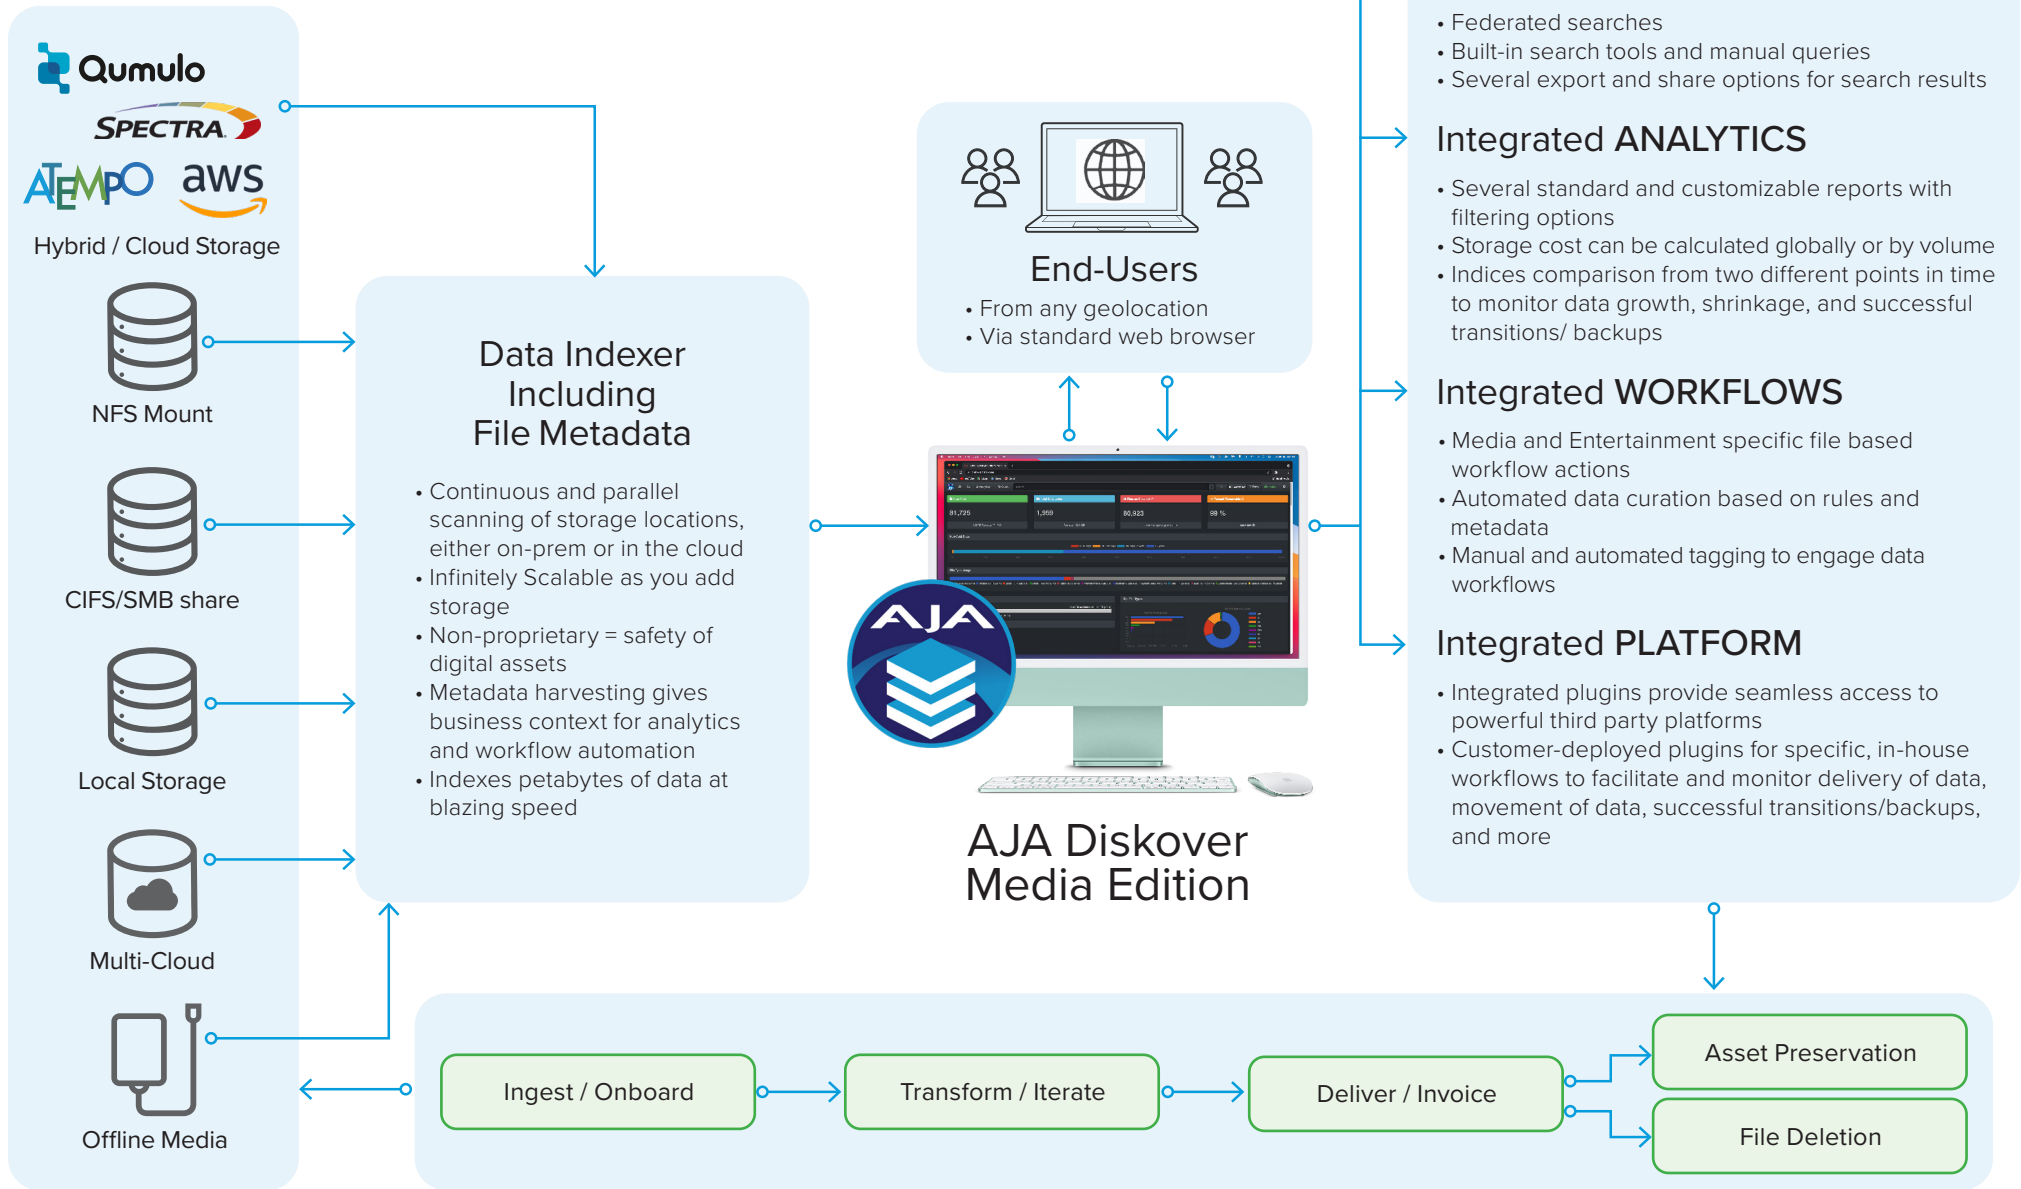 Qumulo
SPECTRA
ATEMPO
aws
Hybrid / Cloud Storage
NFS Mount
CIFS/SMB share
Local Storage
Multi-Cloud
Offline Media
Data Indexer
Including
File Metadata
• Continuous and parallel
scanning of storage locations,
either on-prem or in the cloud
• Infinitely Scalable as you add
storage
• Non-proprietary = safety of
digital assets
• Metadata harvesting gives
business context for analytics
and workflow automation
• Indexes petabytes of data at
blazing speed
End-Users
• From any geolocation
• Via standard web browser
81,725
1,959
80,923
99 %
AJA
AJA Diskover
Media Edition
• Federated searches
• Built-in search tools and manual queries
• Several export and share options for search results
Integrated ANALYTICS
• Several standard and customizable reports with
filtering options
• Storage cost can be calculated globally or by volume
• Indices comparison from two different points in time
to monitor data growth, shrinkage, and successful
transitions/ backups
Integrated WORKFLOWS
• Media and Entertainment specific file based
workflow actions
• Automated data curation based on rules and
metadata
• Manual and automated tagging to engage data
workflows
Integrated PLATFORM
• Integrated plugins provide seamless access to
powerful third party platforms
• Customer-deployed plugins for specific, in-house
workflows to facilitate and monitor delivery of data,
movement of data, successful transitions/backups,
and more
Ingest / Onboard
Transform / Iterate
Deliver / Invoice
Asset Preservation
File Deletion